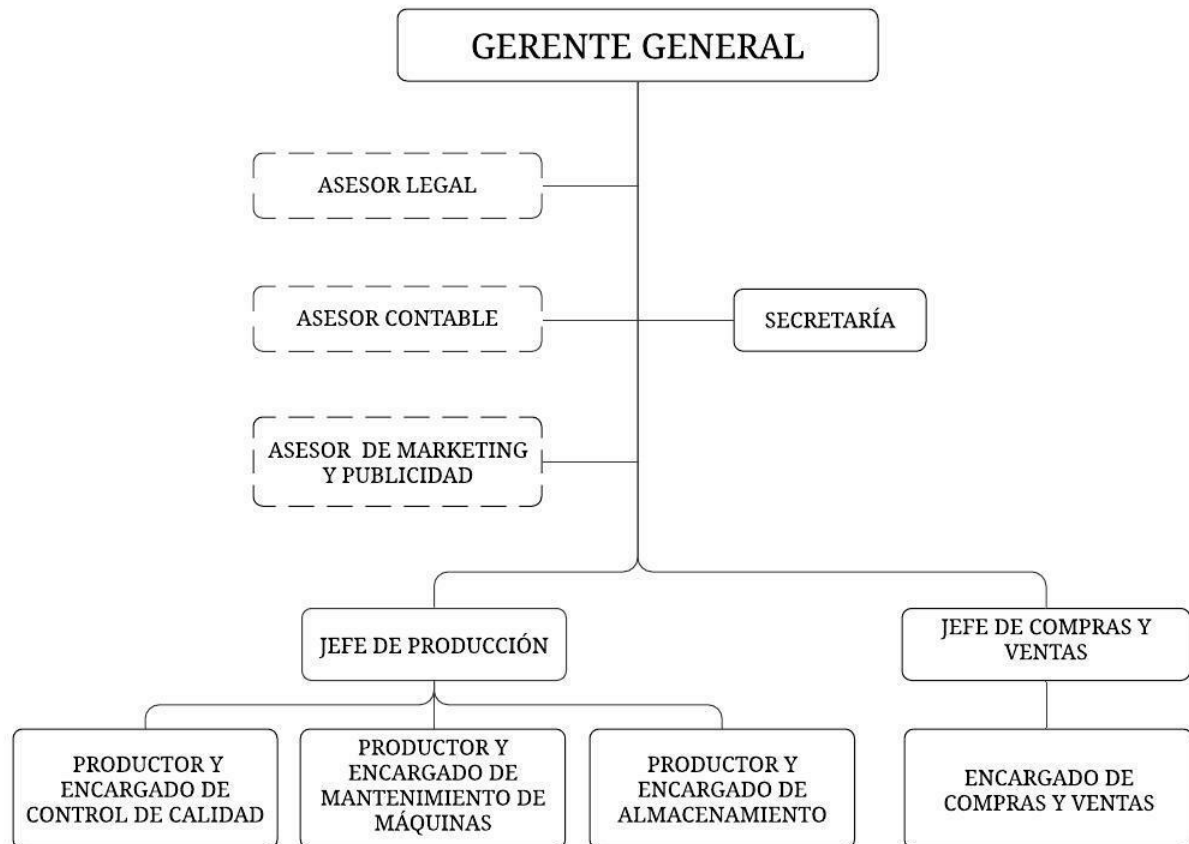 GERENTE GENERAL
ASESOR LEGAL
ASESOR CONTABLE
SECRETARÍA
ASESOR DE MARKETING
Y PUBLICIDAD
JEFE DE PRODUCCIÓN
JEFE DE COMPRAS Y
VENTAS
PRODUCTOR Y
ENCARGADO DE
CONTROL DE CALIDAD
PRODUCTOR Y
ENCARGADO DE
MANTENIMIENTO DE
MÁQUINAS
PRODUCTOR Y
ENCARGADO DE
ALMACENAMIENTO
ENCARGADO DE
COMPRAS Y VENTAS